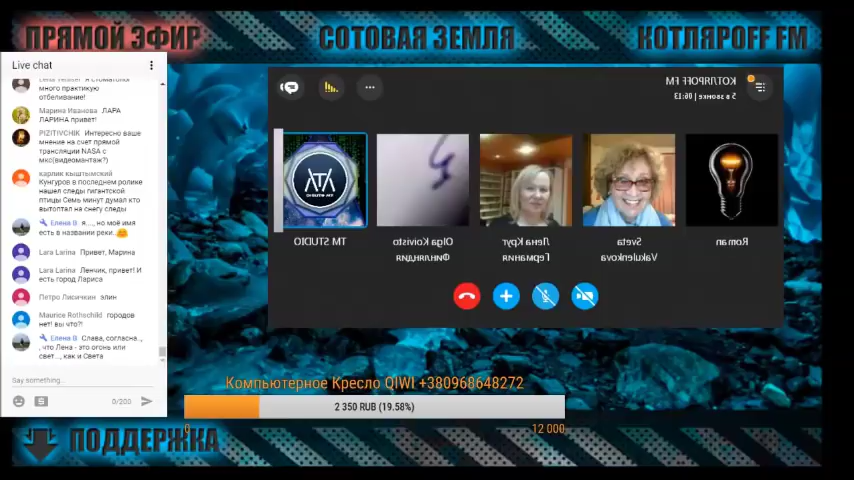 ПРЯМОЙ ЭФИР
СОТОВАЯ ЗЕМЛЯ
КОТЛЯРОFF FM
Live chat
много практикую
отбеливание!
Марина Иванова ЛАРА
ЛАРИНА привет!
PIZITIVCHIK Интересно ваше
мнение на счет прямой
трансляции NASA с
мкс(видеомонтаж?)
карлик кыштымский
Кунгуров в последнем ролике
нашел следы гигантской
птицы Семь минут думал кто
вытоптал на снегу следы
Елена В я...., но моё имя
есть в названии реки..
Lara Larina Привет, Марина
Lara Larina Ленчик, привет! И
есть город Лариса
Петро Лисичкин элин
Maurice Rothschild городов
нет! вы что?!
Елена В Слава, согласна..,
, что Лена - это огонь или
свет..., как и Света
Say something...
0/200
КОТЛЯРОFF FM
5 в звонке | 06:13
TM STUDIO
Olga Koivisto
Финляндия
Лена Круг
Германия
Sveta
Vakulenkova
Roman
Компьютерное Кресло QIWI +380968648272
2 350 RUB (19.58%)
0
12 000
ПОДДЕРЖКА